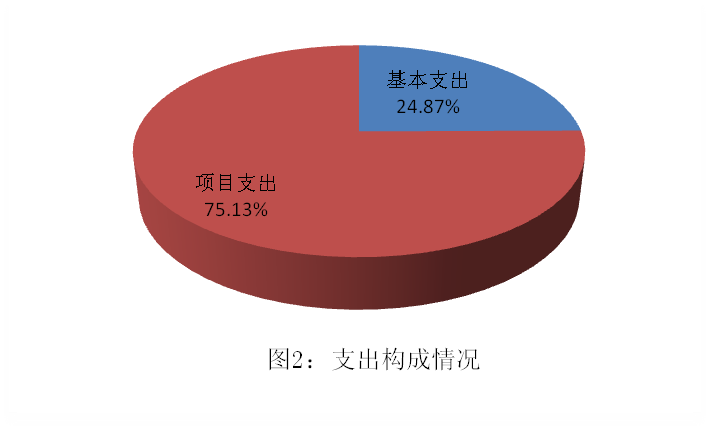 基本支出
24.87%
项目支出
75.13%
图2：支出构成情况